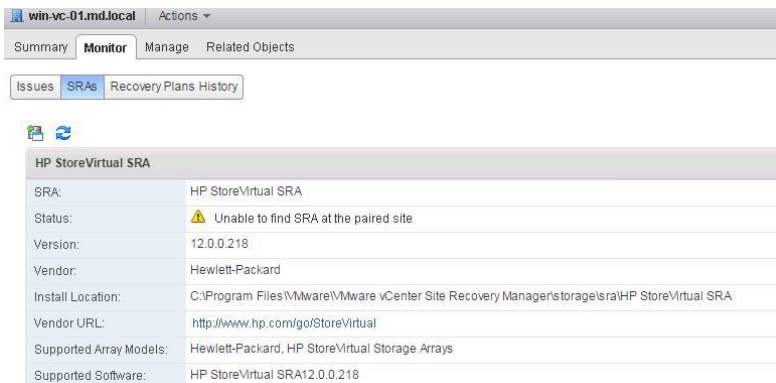 win-vc-01.md.local Actions
Summary Monitor Manage Related Objects
Issues SRAs Recovery Plans History
HP StoreVirtual SRA
SRA: HP StoreVirtual SRA
Status: Unable to find SRA at the paired site
Version: 12.0.0.218
Vendor: Hewlett-Packard
Install Location: C:\Program Files\VMware\VMware vCenter Site Recovery Manager\storage\sra\HP StoreVirtual SRA
Vendor URL: http://www.hp.com/go/StoreVirtual
Supported Array Models: Hewlett-Packard, HP StoreVirtual Storage Arrays
Supported Software: HP StoreVirtual SRA12.0.0.218